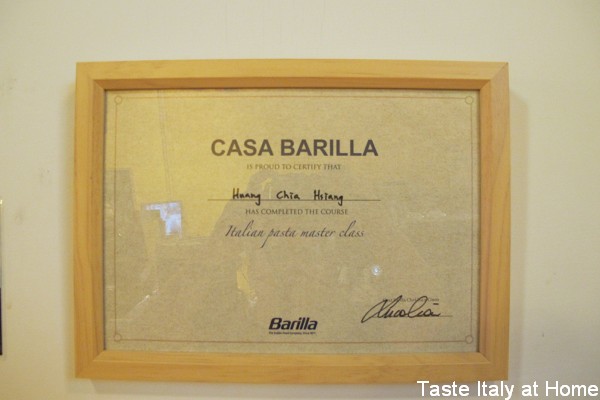 CASA BARILLA
IS PROUD TO CERTIFY THAT
Huang Chia Hsiang
HAS COMPLETED THE COURSE
Italian pasta master class
Barilla
Taste Italy at Home